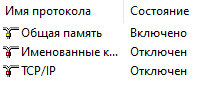 Имя протокола Состояние
Общая память Включено
Именованные к... Отключен
TCP/IP Отключен